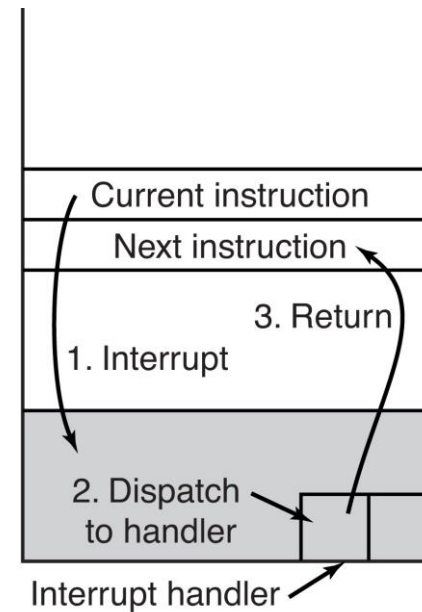 Current instruction
Next instruction
3. Return
1. Interrupt
2. Dispatch
to handler
Interrupt handler